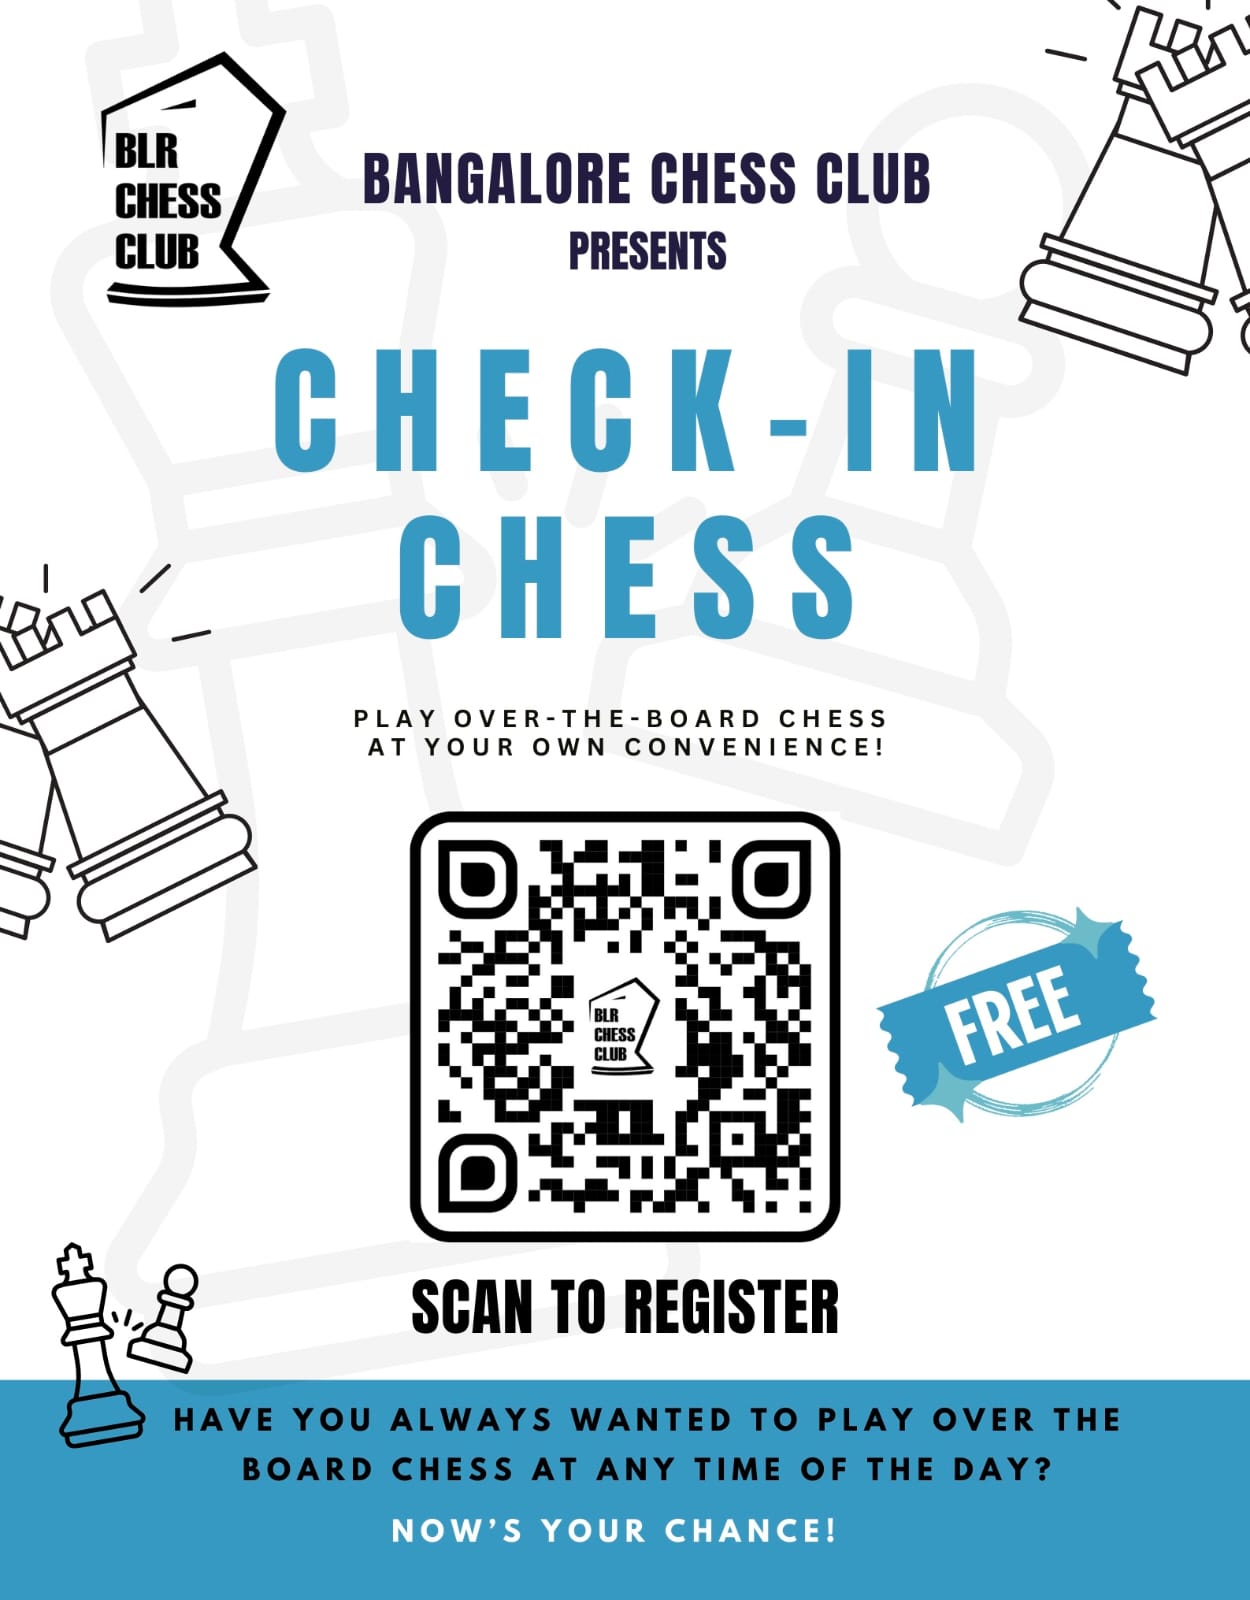 BLR
CHESS
CLUB
BANGALORE CHESS CLUB
PRESENTS
CHECK-IN
CHESS
PLAY OVER-THE-BOARD CHESS
AT YOUR OWN CONVENIENCE!
BLR
CHESS
CLUB
FREE
SCAN TO REGISTER
HAVE YOU ALWAYS WANTED TO PLAY OVER THE
BOARD CHESS AT ANY TIME OF THE DAY?
NOW'S YOUR CHANCE!